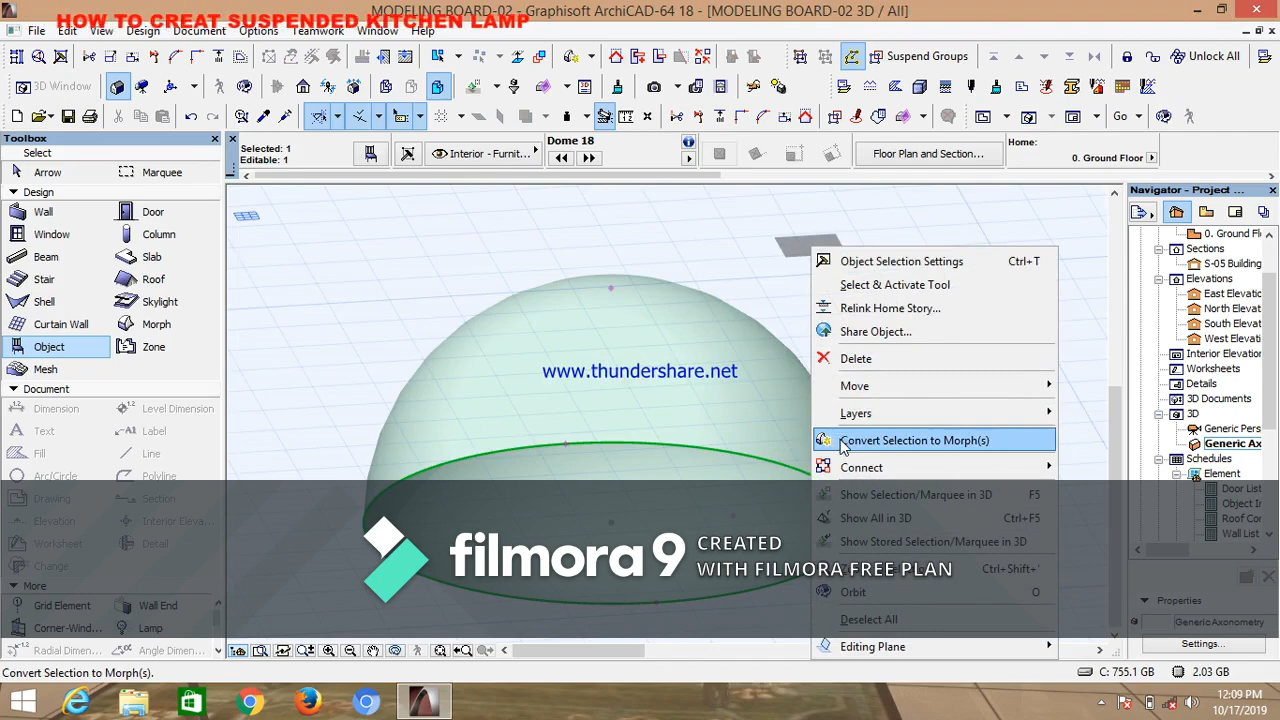 MODELING BOARD-02 - Graphisoft ArchiCAD-64 18 - [MODELING BOARD-02 3D / All]
HOW TO CREAT SUSPENDED KITCHEN LAMP
File Edit View Design Document Options Teamwork Window Help
Suspend Groups
Unlock All
3D Window
Go
Toolbox
Select
Arrow Marquee
Design
Wall Door
Window Column
Beam Slab
Stair Roof
Shell Skylight
Curtain Wall Morph
Object Zone
Mesh
Document
Dimension Level Dimension
Text Label
Fill Line
Arc/Circle Polyline
Drawing Section
Elevation Interior Eleva...
Worksheet Detail
Change
More
Grid Element Wall End
Corner-Wind... Lamp
Radial Dimen... Angle Dimen...
Selected: 1
Editable: 1
Interior - Furnit...
Dome 18
Floor Plan and Section...
Home:
0. Ground Floor
www.thundershare.net
Object Selection Settings Ctrl+T
Select & Activate Tool
Relink Home Story...
Share Object...
Delete
Move
Layers
Convert Selection to Morph(s)
Connect
Show Selection/Marquee in 3D F5
Show All in 3D Ctrl+F5
Show Stored Selection/Marquee in 3D
Ctrl+Shift+'
Orbit O
Deselect All
Editing Plane
filmora9 CREATED
WITH FILMORA FREE PLAN
Navigator - Project ...
0. Ground Fl
Sections
S-05 Building
Elevations
East Elevatio
North Elevati
South Elevati
West Elevati
Interior Elevation
Worksheets
Details
3D Documents
3D
Generic Pers
Generic Ax
Schedules
Element
Door List
Object In
Roof Cor
Wall List
Properties
Generic Axonometry
Settings...
Convert Selection to Morph(s).
C: 755.1 GB 2.03 GB
12:09 PM
10/17/2019